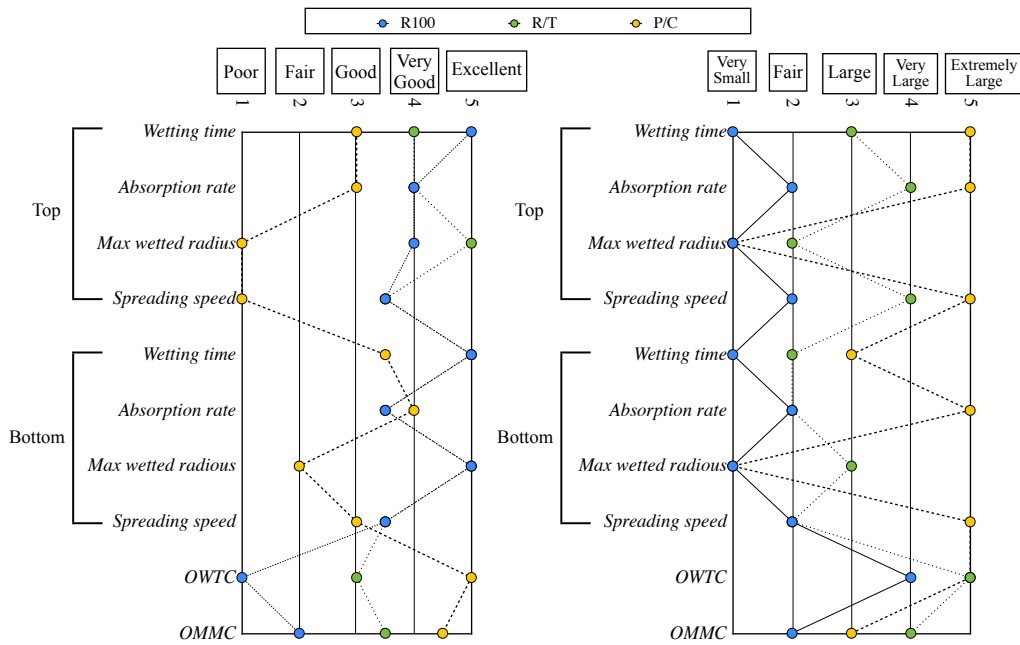 R100 R/T P/C
Poor Fair Good Very Good Excellent
1 2 3 4 5
Top
Wetting time
Absorption rate
Max wetted radius
Spreading speed
Bottom
Wetting time
Absorption rate
Max wetted radious
Spreading speed
OWTC
OMMC
Very Small Fair Large Very Large Extremely Large
1 2 3 4 5
Top
Wetting time
Absorption rate
Max wetted radius
Spreading speed
Bottom
Wetting time
Absorption rate
Max wetted radious
Spreading speed
OWTC
OMMC